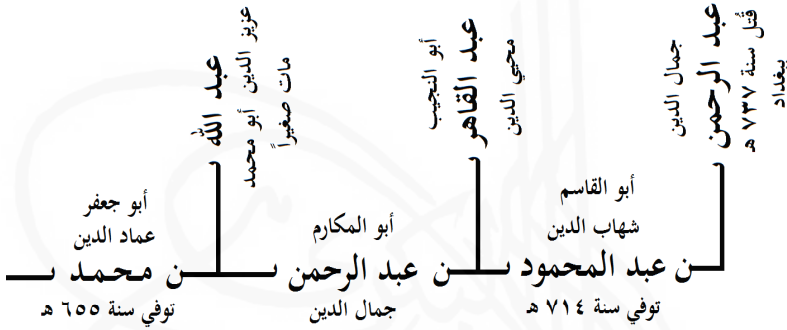 جمال الدين
عبد الرحمن
قُتل سنة ٧٣٧ هـ
ببغداد
أبو النجيب
عبد القاهر
محيي الدين
عبد الله
عزيز الدين أبو محمد
مات صغيراً
أبو القاسم
شهاب الدين
بن عبد المحمود
توفي سنة ٧١٤ هـ
أبو المكارم
بن عبد الرحمن
جمال الدين
أبو جعفر
عماد الدين
بن محمد
توفي سنة ٦٥٥ هـ